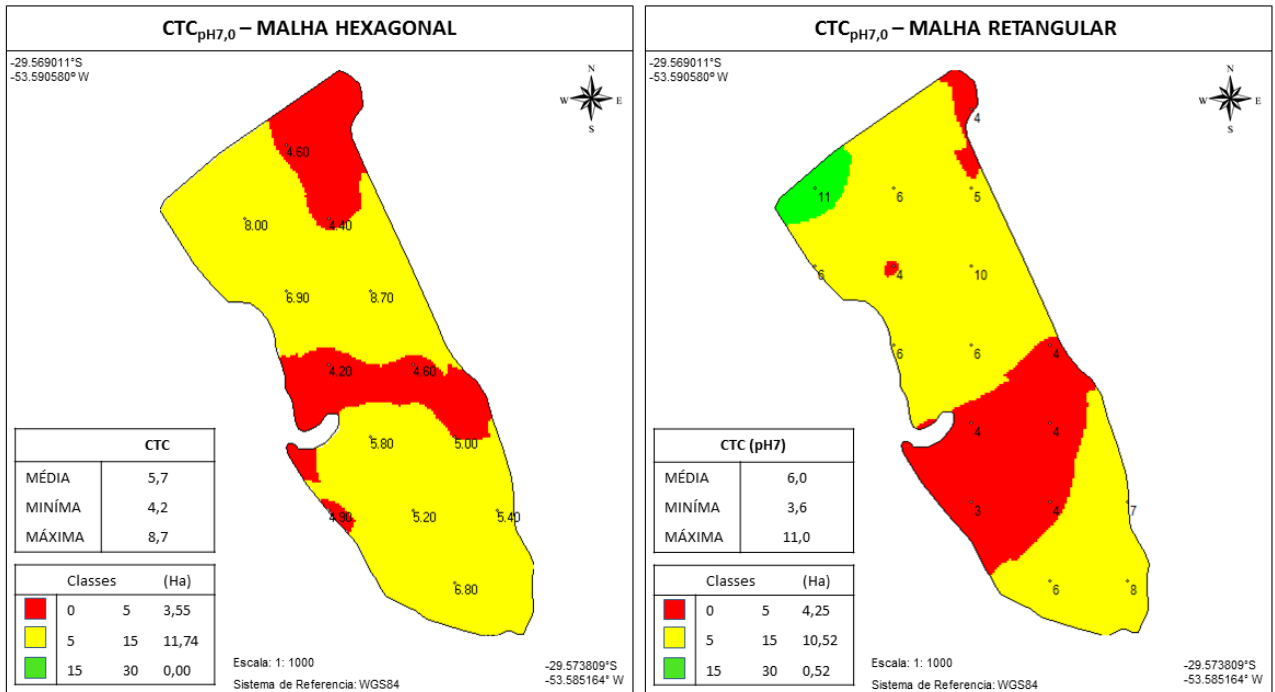 CTCpH7,0 – MALHA HEXAGONAL
-29.569011°S
-53.590580º W
N
W E
S
4.60
8.00 4.40
6.90 8.70
4.20 4.60
5.80 5.00
4.90 5.20 5.40
6.80
CTC
MÉDIA 5,7
MINÍMA 4,2
MÁXIMA 8,7
Classes (Ha)
0 5 3,55
5 15 11,74
15 30 0,00
Escala: 1: 1000
Sistema de Referencia: WGS84
-29.573809°S
-53.585164° W
CTCpH7,0 – MALHA RETANGULAR
-29.569011°S
-53.590580º W
N
W E
S
4
11 6 5
6 4 10
6 6 4
4 4
3 4 7
6 8
CTC (pH7)
MÉDIA 6,0
MINÍMA 3,6
MÁXIMA 11,0
Classes (Ha)
0 5 4,25
5 15 10,52
15 30 0,52
Escala: 1: 1000
Sistema de Referencia: WGS84
-29.573809°S
-53.585164° W